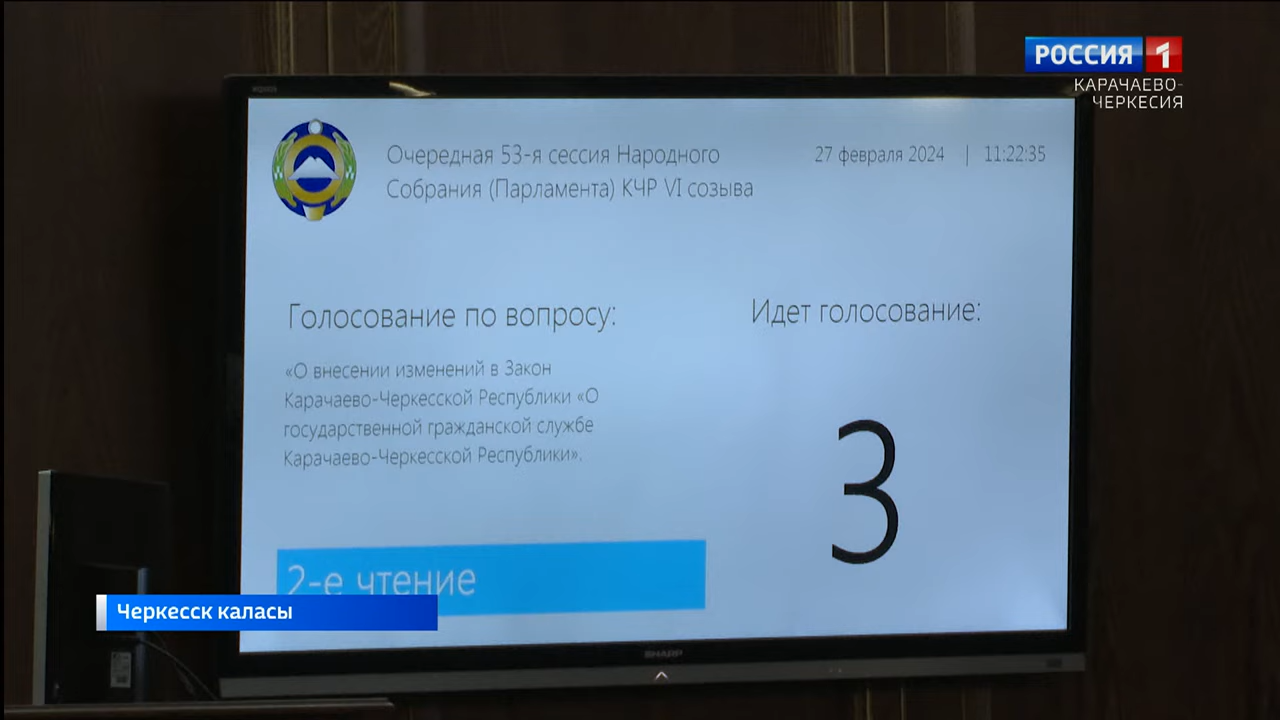 РОССИЯ 1
КАРАЧАЕВО-
ЧЕРКЕСИЯ
Очередная 53-я сессия Народного
Собрания (Парламента) КЧР VI созыва
27 февраля 2024 | 11:22:35
Голосование по вопросу:
«О внесении изменений в Закон
Карачаево-Черкесской Республики «О
государственной гражданской службе
Карачаево-Черкесской Республики».
Идет голосование:
3
2-е чтение
Черкесск каласы
SHARP